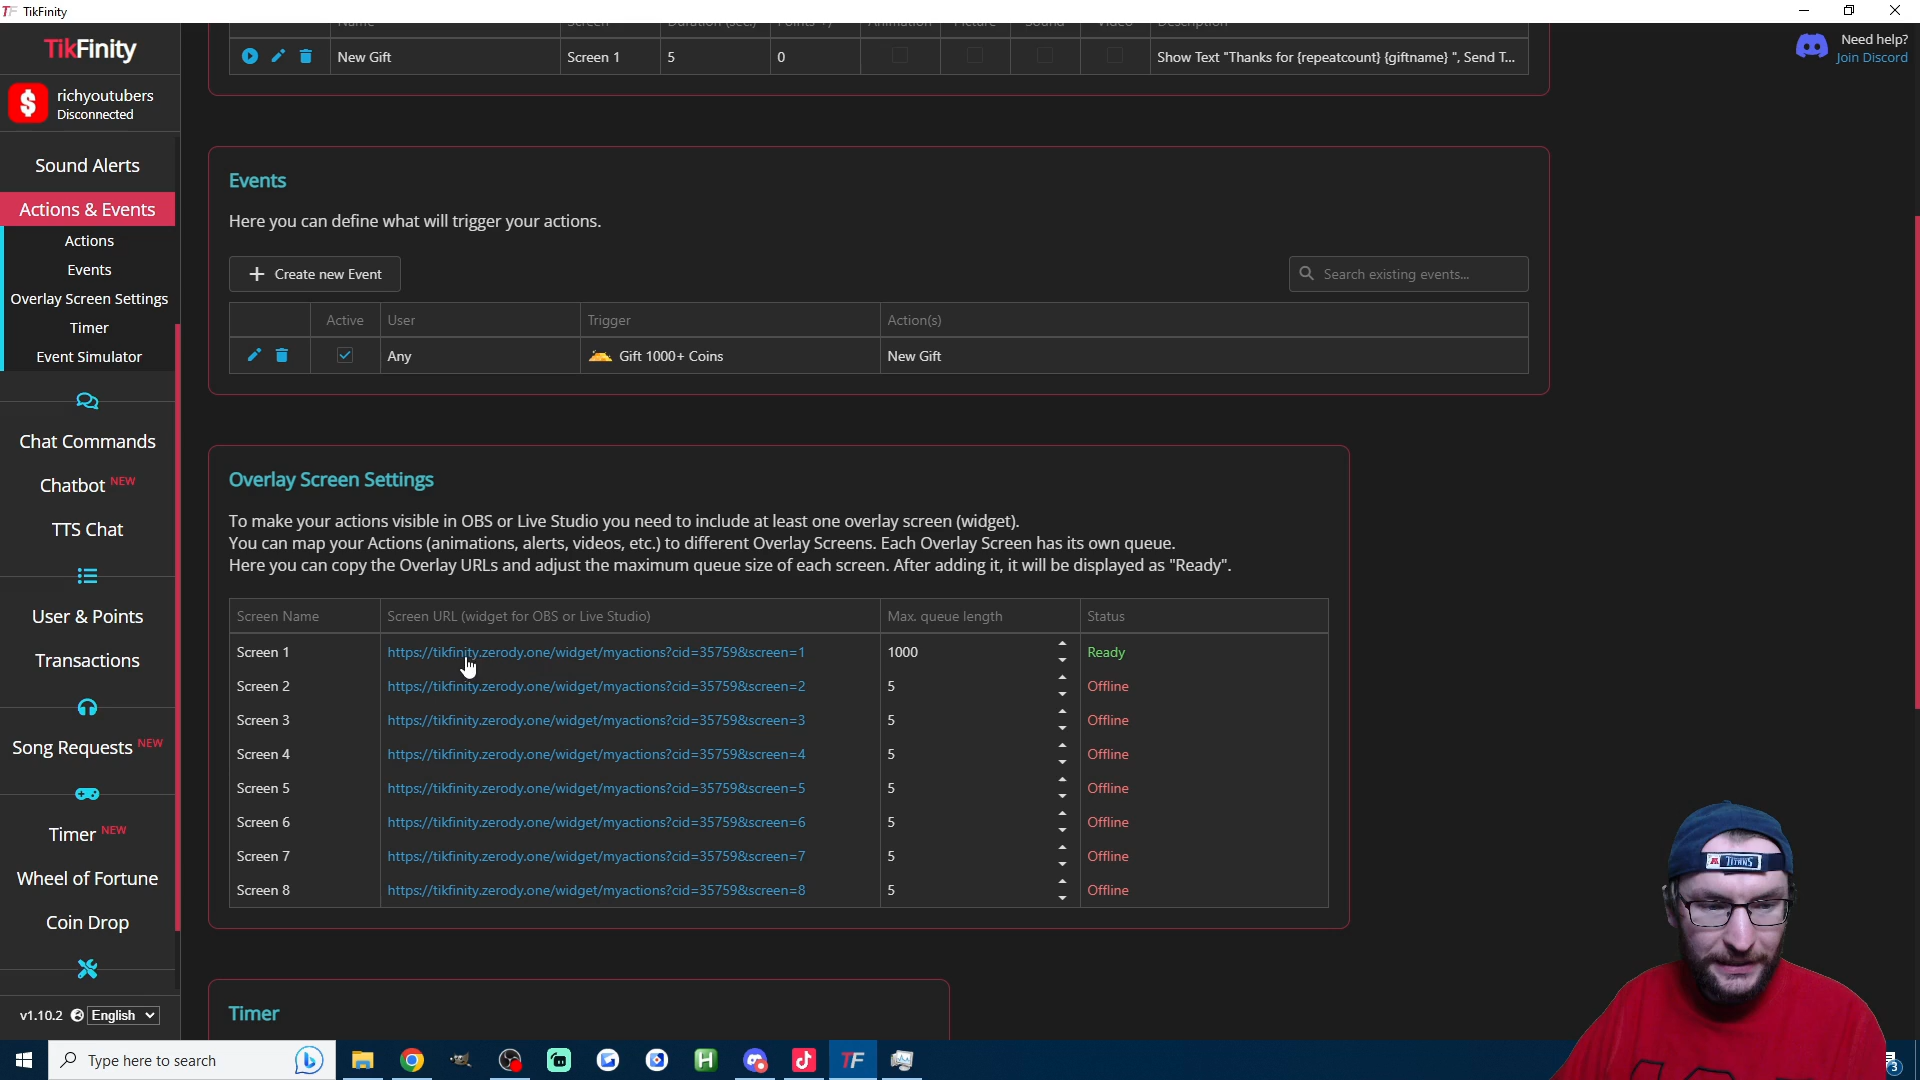 TikFinity
TikFinity
Need help?
Join Discord
richyoutubers
Disconnected
Sound Alerts
Actions & Events
Actions
Events
Overlay Screen Settings
Timer
Event Simulator
Chat Commands
Chatbot NEW
TTS Chat
User & Points
Transactions
Song Requests NEW
Timer NEW
Wheel of Fortune
Coin Drop
v1.10.2 English
New Gift Screen 1 5 0 Show Text "Thanks for {repeatcount} {giftname} ", Send T...
Events
Here you can define what will trigger your actions.
+ Create new Event
Search existing events...
Active User Trigger Action(s)
Any Gift 1000+ Coins New Gift
Overlay Screen Settings
To make your actions visible in OBS or Live Studio you need to include at least one overlay screen (widget).
You can map your Actions (animations, alerts, videos, etc.) to different Overlay Screens. Each Overlay Screen has its own queue.
Here you can copy the Overlay URLs and adjust the maximum queue size of each screen. After adding it, it will be displayed as "Ready".
Screen Name Screen URL (widget for OBS or Live Studio) Max. queue length Status
Screen 1 https://tikfinity.zerody.one/widget/myactions?cid=35759&screen=1 1000 Ready
Screen 2 https://tikfinity.zerody.one/widget/myactions?cid=35759&screen=2 5 Offline
Screen 3 https://tikfinity.zerody.one/widget/myactions?cid=35759&screen=3 5 Offline
Screen 4 https://tikfinity.zerody.one/widget/myactions?cid=35759&screen=4 5 Offline
Screen 5 https://tikfinity.zerody.one/widget/myactions?cid=35759&screen=5 5 Offline
Screen 6 https://tikfinity.zerody.one/widget/myactions?cid=35759&screen=6 5 Offline
Screen 7 https://tikfinity.zerody.one/widget/myactions?cid=35759&screen=7 5 Offline
Screen 8 https://tikfinity.zerody.one/widget/myactions?cid=35759&screen=8 5 Offline
Timer
TITANS
Type here to search
TF
3